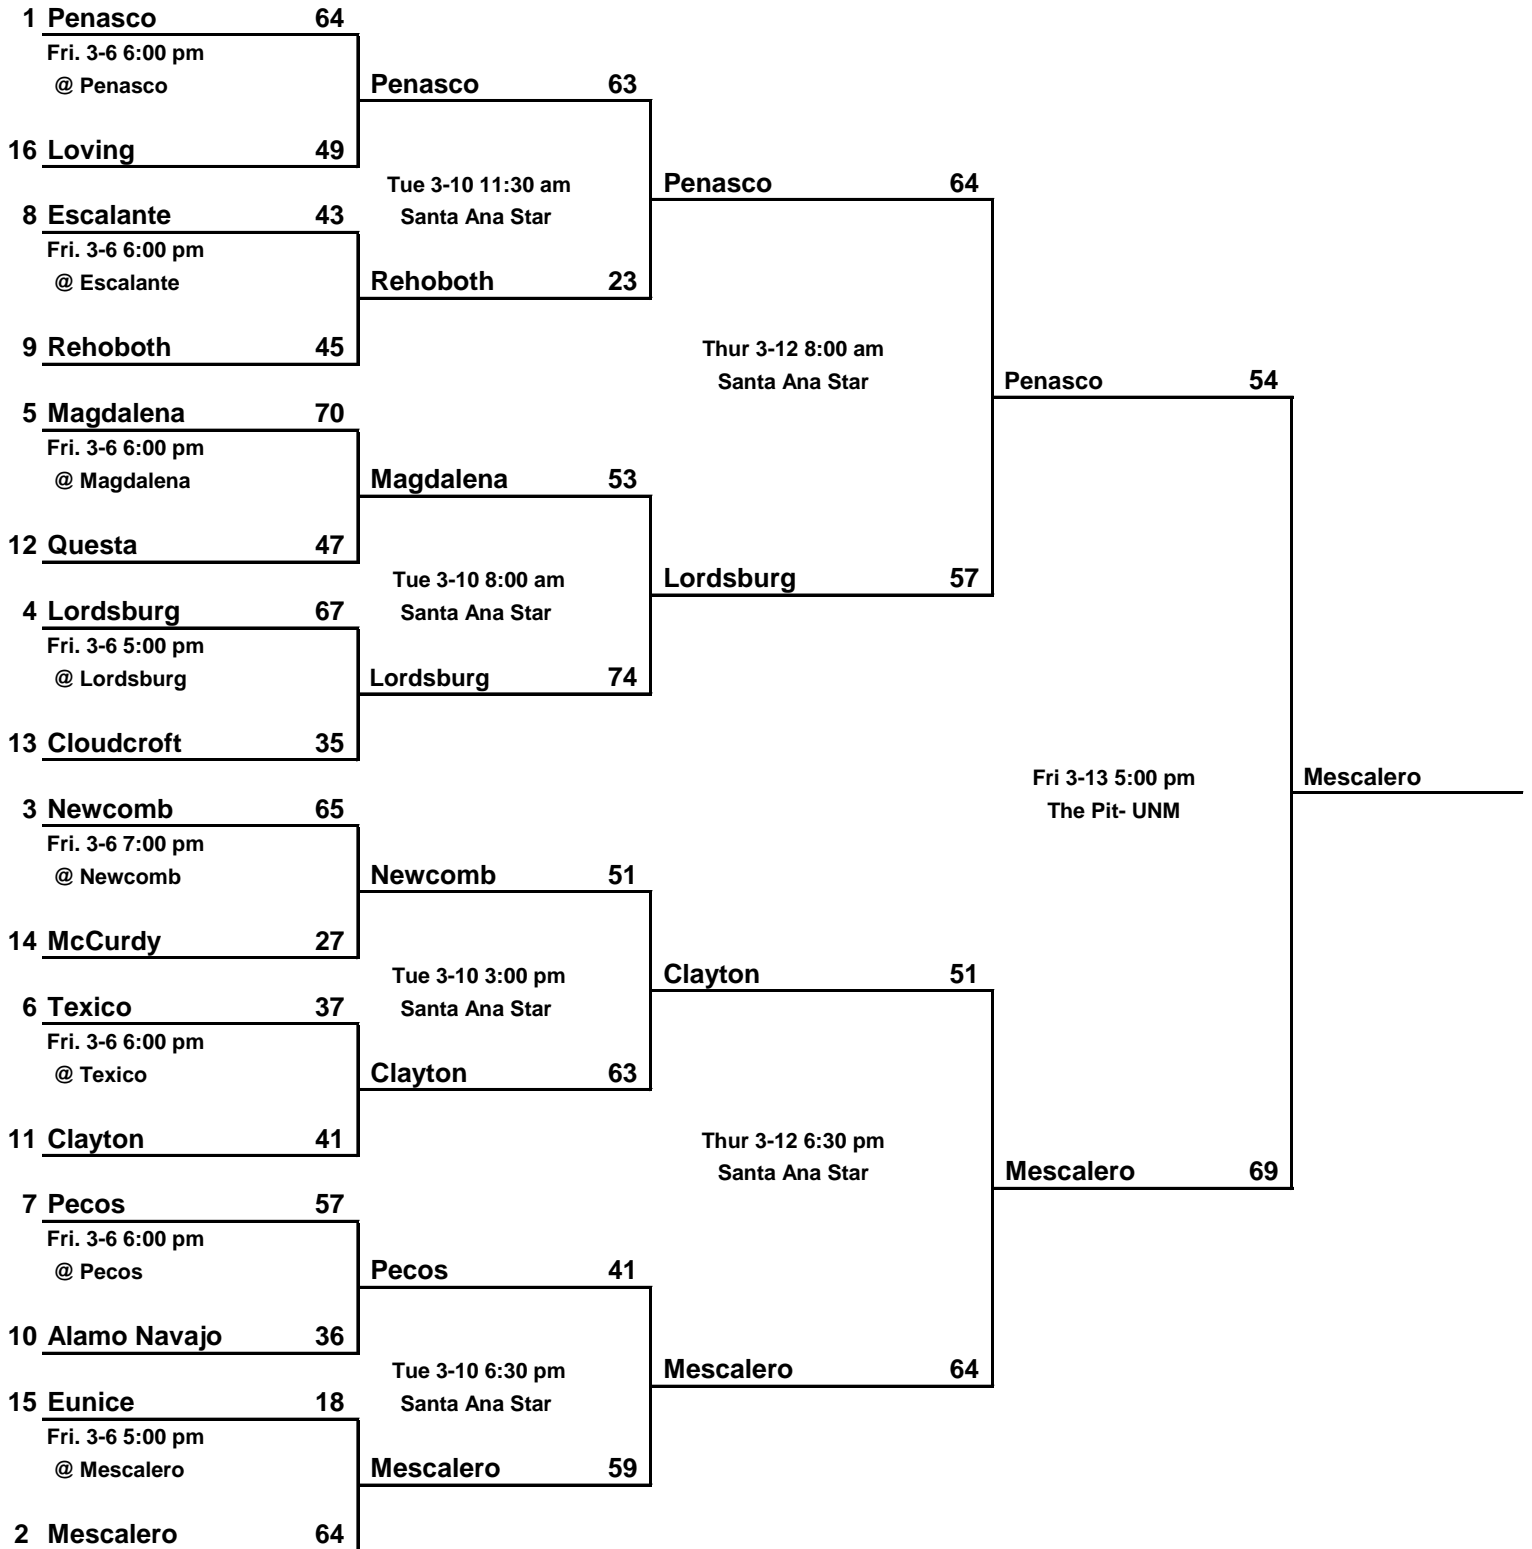 1 Penasco 64
Fri. 3-6 6:00 pm
@ Penasco
Penasco 63
16 Loving 49
Tue 3-10 11:30 am
Penasco 64
8 Escalante 43
Santa Ana Star
Fri. 3-6 6:00 pm
@ Escalante
Rehoboth 23
9 Rehoboth 45
Thur 3-12 8:00 am
Santa Ana Star
Penasco 54
5 Magdalena 70
Fri. 3-6 6:00 pm
@ Magdalena
Magdalena 53
12 Questa 47
Tue 3-10 8:00 am
Lordsburg 57
4 Lordsburg 67
Santa Ana Star
Fri. 3-6 5:00 pm
@ Lordsburg
Lordsburg 74
13 Cloudcroft 35
Fri 3-13 5:00 pm
Mescalero
3 Newcomb 65
The Pit- UNM
Fri. 3-6 7:00 pm
@ Newcomb
Newcomb 51
14 McCurdy 27
Tue 3-10 3:00 pm
Clayton 51
6 Texico 37
Santa Ana Star
Fri. 3-6 6:00 pm
@ Texico
Clayton 63
11 Clayton 41
Thur 3-12 6:30 pm
Santa Ana Star
Mescalero 69
7 Pecos 57
Fri. 3-6 6:00 pm
@ Pecos
Pecos 41
10 Alamo Navajo 36
Tue 3-10 6:30 pm
Mescalero 64
15 Eunice 18
Santa Ana Star
Fri. 3-6 5:00 pm
@ Mescalero
Mescalero 59
2 Mescalero 64